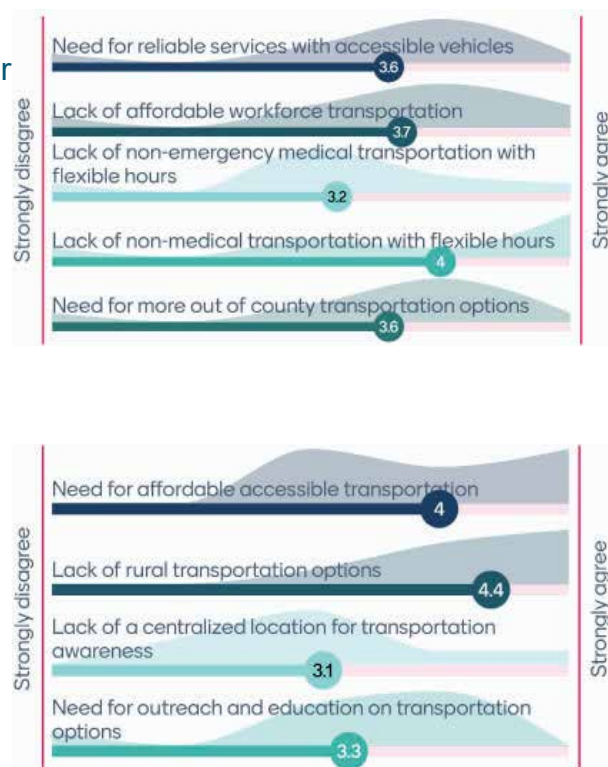 r
Strongly disagree
Need for reliable services with accessible vehicles
3.6
Lack of affordable workforce transportation
3.7
Lack of non-emergency medical transportation with
flexible hours
3.2
Lack of non-medical transportation with flexible hours
4
Need for more out of county transportation options
3.6
Strongly agree
Strongly disagree
Need for affordable accessible transportation
4
Lack of rural transportation options
4.4
Lack of a centralized location for transportation
awareness
3.1
Need for outreach and education on transportation
options
3.3
Strongly agree